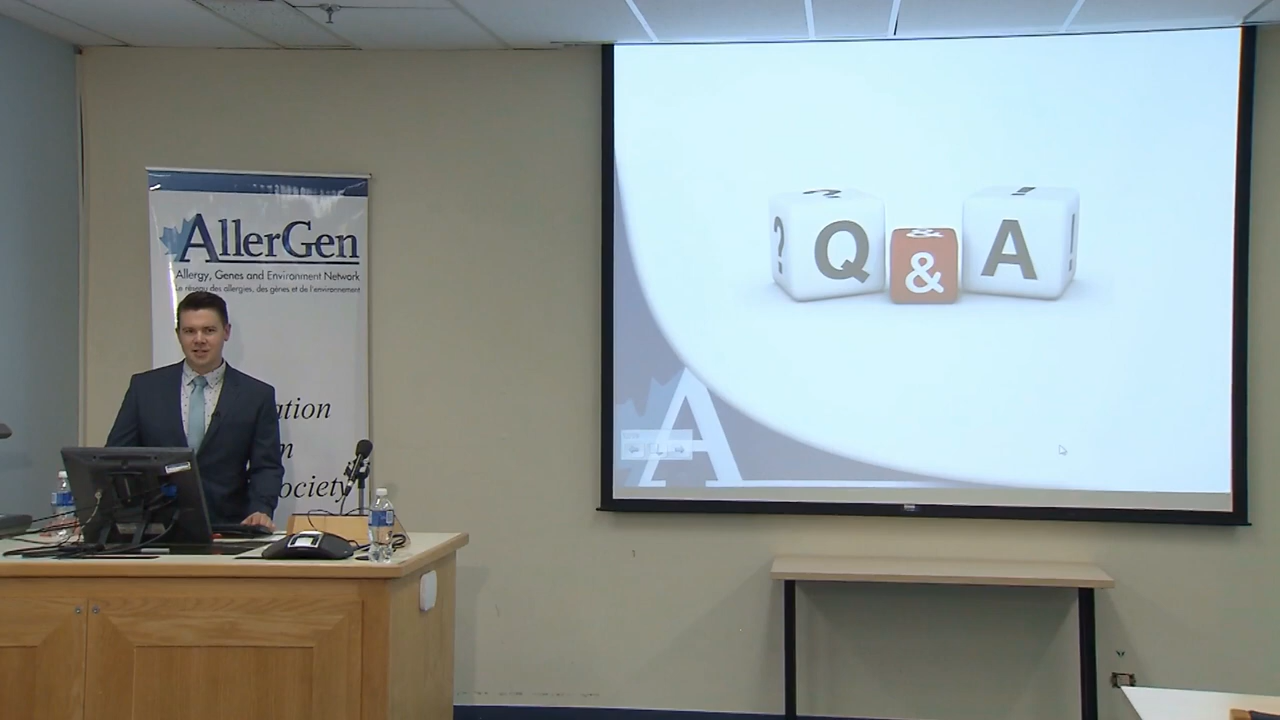 AllerGen
Allergy, Genes and Environment Network
Le réseau des allergies, des gènes et de l'environnement
ation
m
ociety
? Q & A
? & !
A